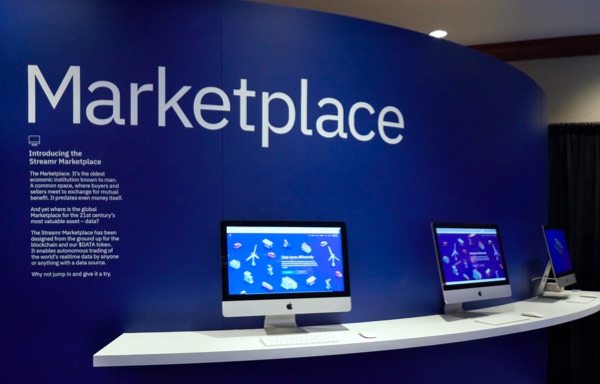 Marketplace
Introducing the
Streamr Marketplace
The Marketplace. It's the oldest
economic institution known to man.
A common space, where buyers and
sellers meet to exchange for mutual
benefit. It predates even money itself.
And yet where is the global
Marketplace for the 21st century's
most valuable asset – data?
The Streamr Marketplace has been
designed from the ground up for the
blockchain and our $DATA token.
It enables autonomous trading of
the world's realtime data by anyone
or anything with a data source.
Why not jump in and give it a try.
Data done differently